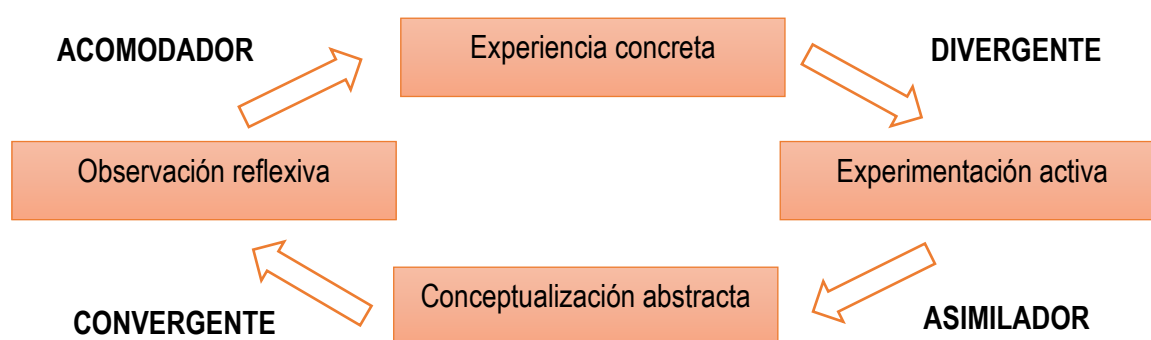 Experiencia concreta
ACOMODADOR
DIVERGENTE
Observación reflexiva
Experimentación activa
Conceptualización abstracta
CONVERGENTE
ASIMILADOR